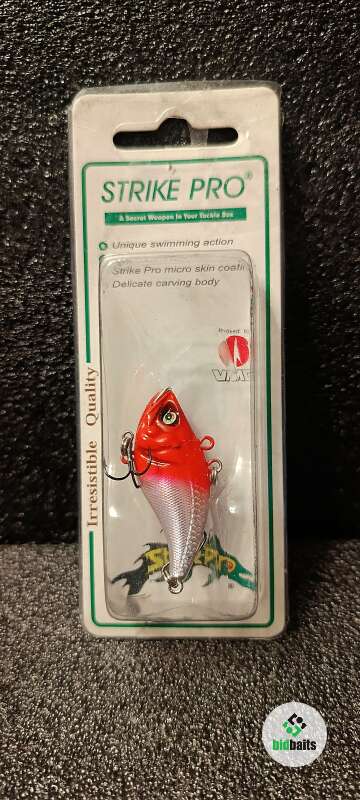 STRIKE PRO®
A Secret Weapon in Your Tackle Box
Unique swimming action
Strike Pro micro skin coati
Delicate carving body
VMC
Irresistible Quality
®
bidbaits